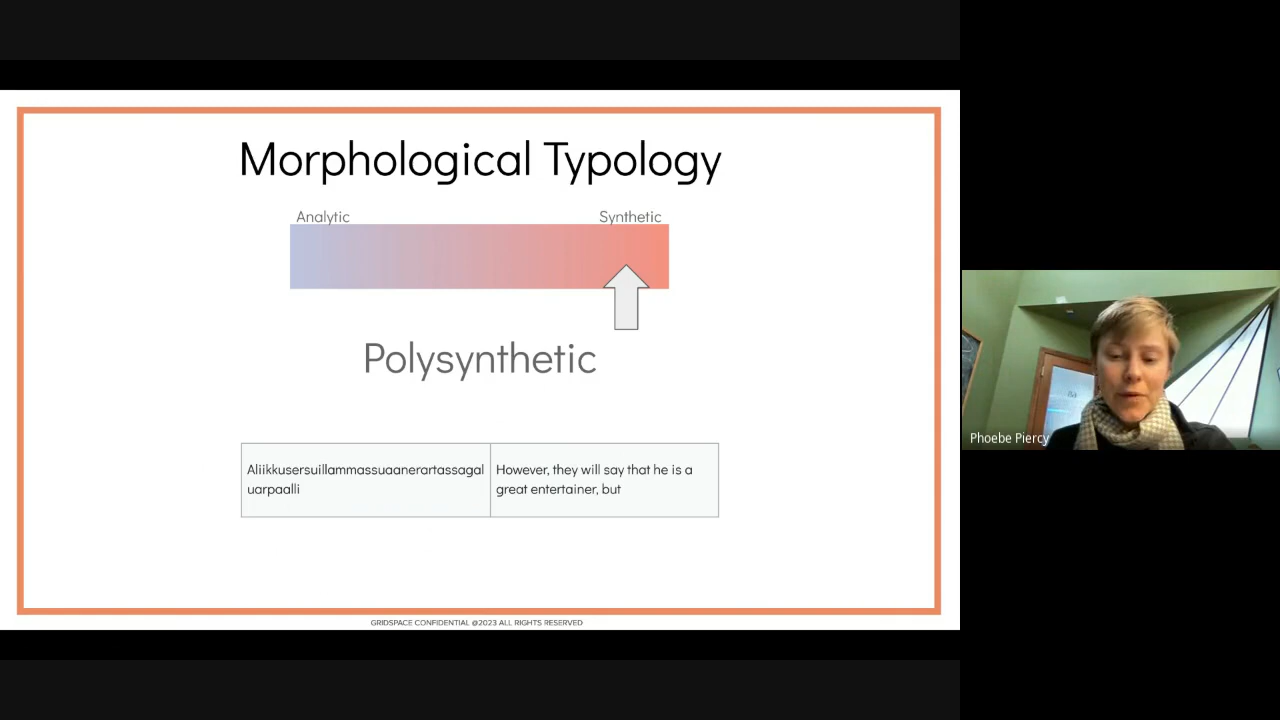 Morphological Typology
Analytic
Synthetic
Polysynthetic
Aliikkusersuillammassuaanerartassagal
uarpaalli
However, they will say that he is a
great entertainer, but
GRIDSPACE CONFIDENTIAL @2023 ALL RIGHTS RESERVED
Phoebe Piercy